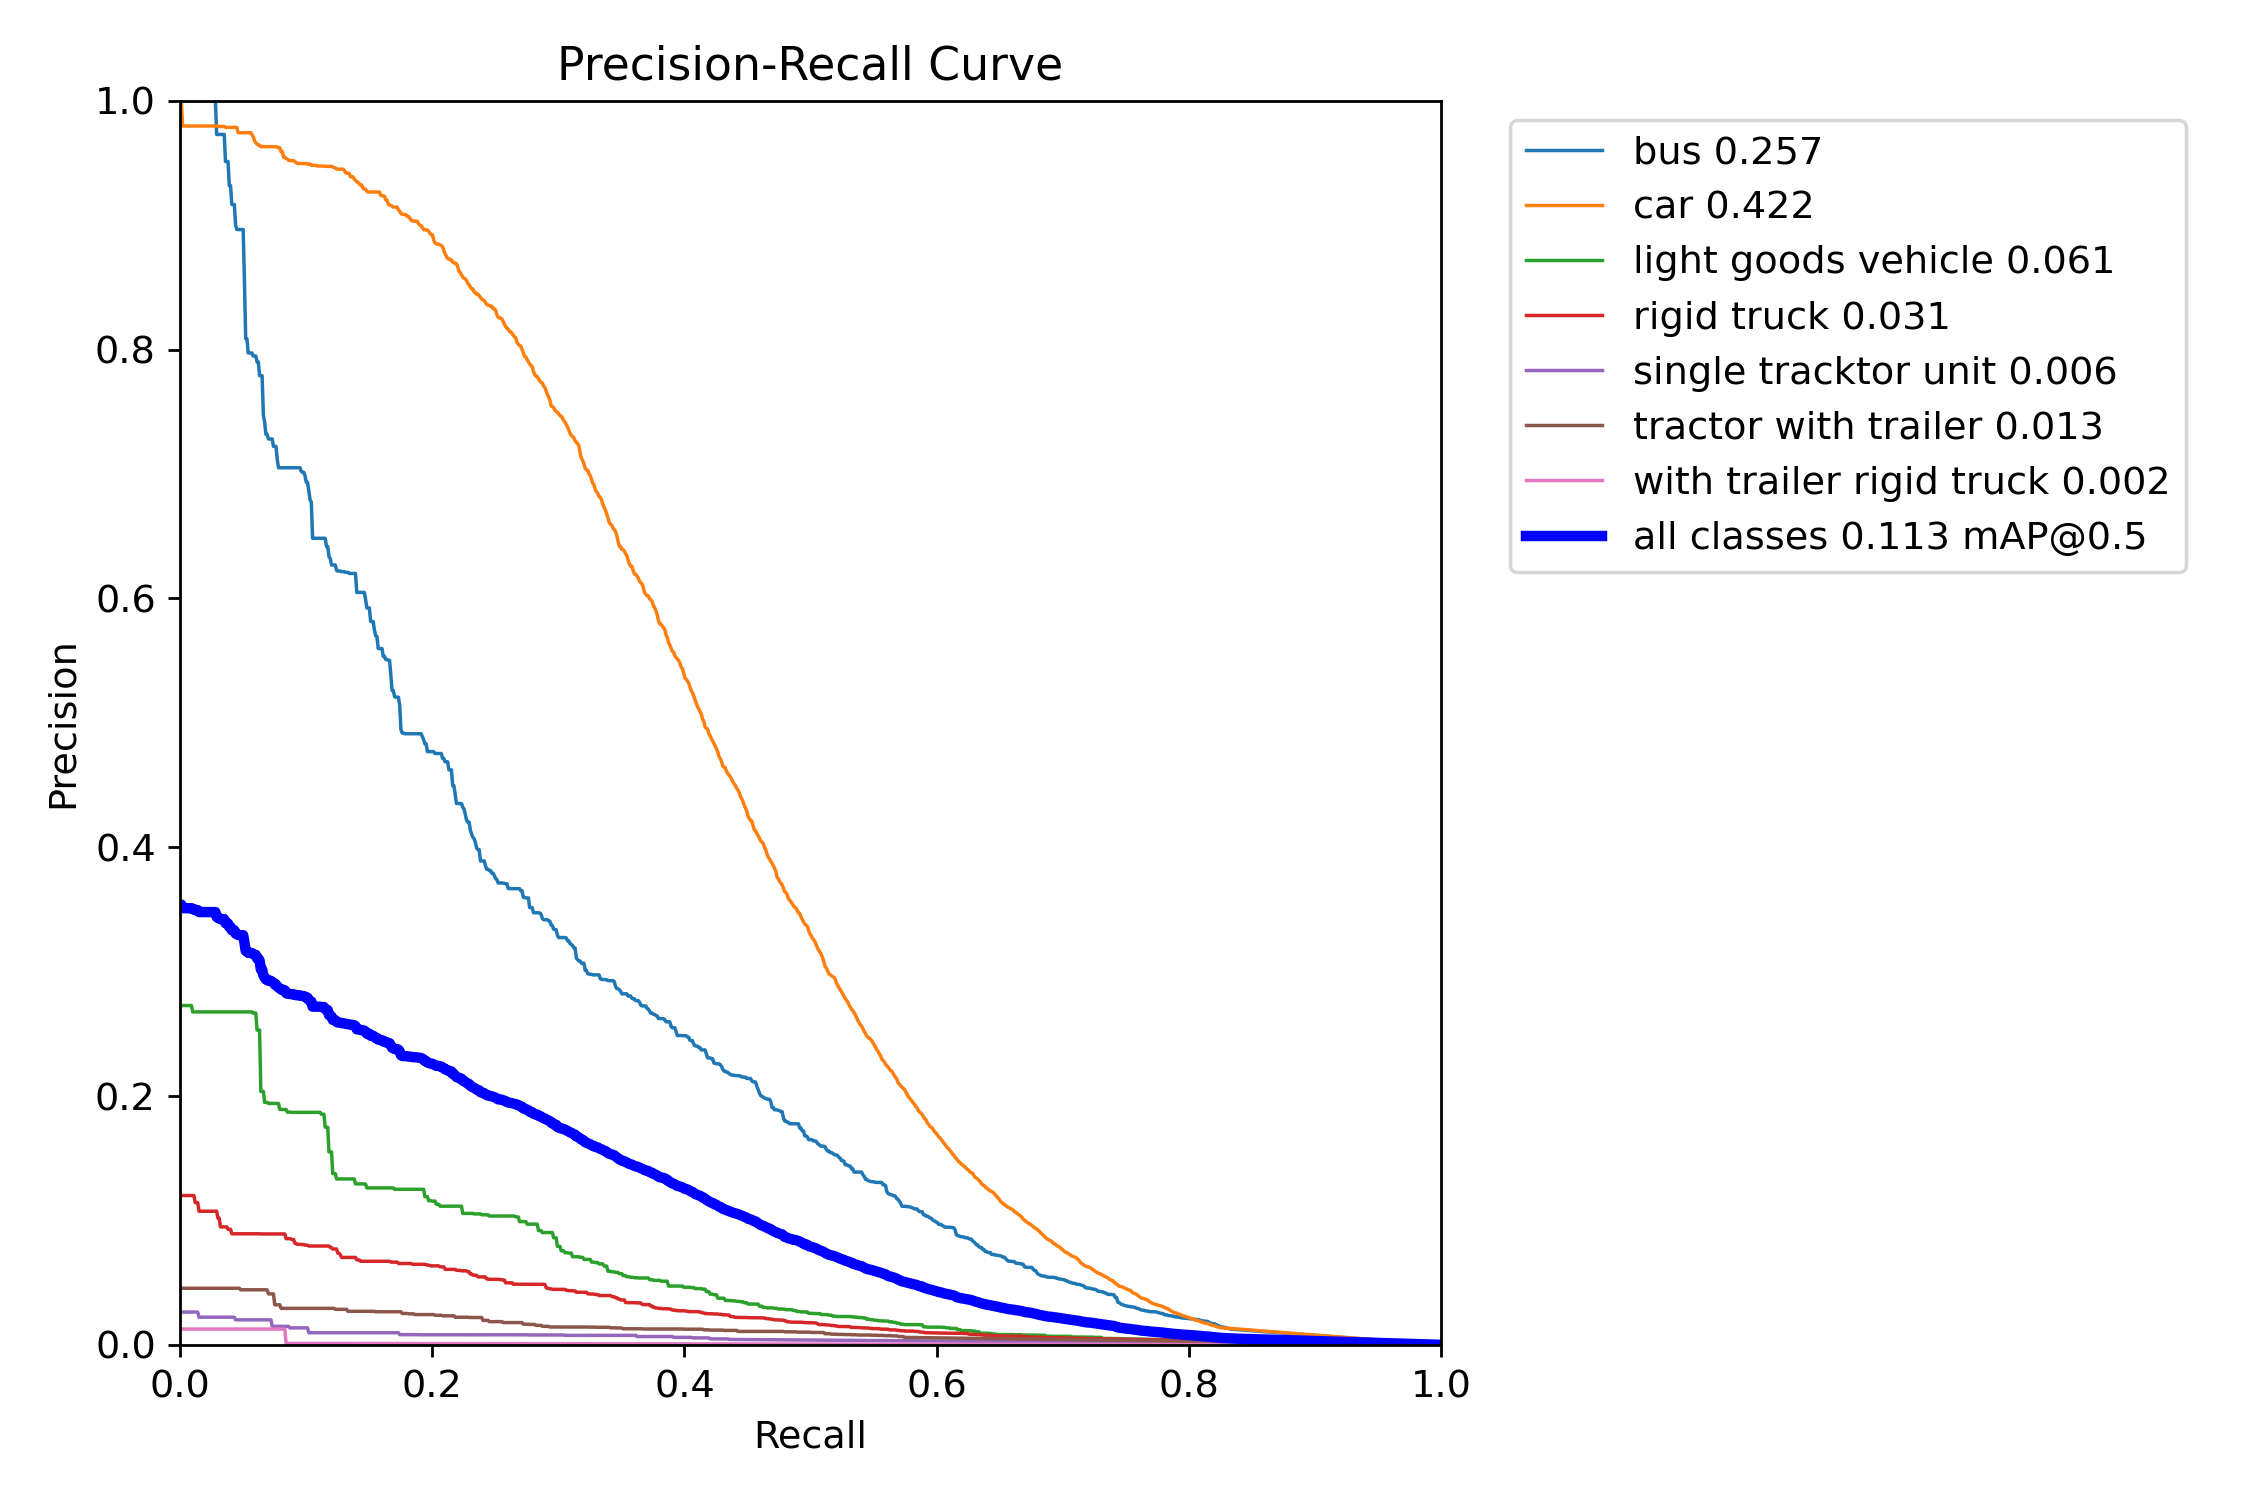 Precision-Recall Curve
1.0
0.8
0.6
0.4
0.2
0.0
Precision
0.0 0.2 0.4 0.6 0.8 1.0
Recall
bus 0.257
car 0.422
light goods vehicle 0.061
rigid truck 0.031
single tracktor unit 0.006
tractor with trailer 0.013
with trailer rigid truck 0.002
all classes 0.113 mAP@0.5